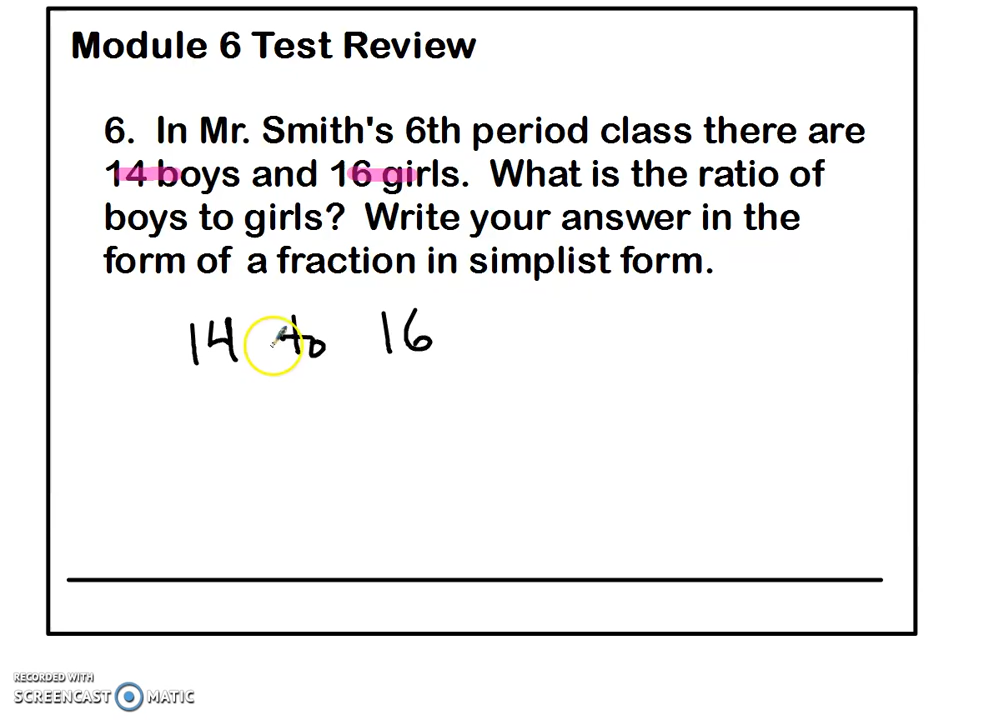 Module 6 Test Review
6. In Mr. Smith's 6th period class there are
14 boys and 16 girls. What is the ratio of
boys to girls? Write your answer in the
form of a fraction in simplist form.
14 to 16
RECORDED WITH
SCREENCAST MATIC